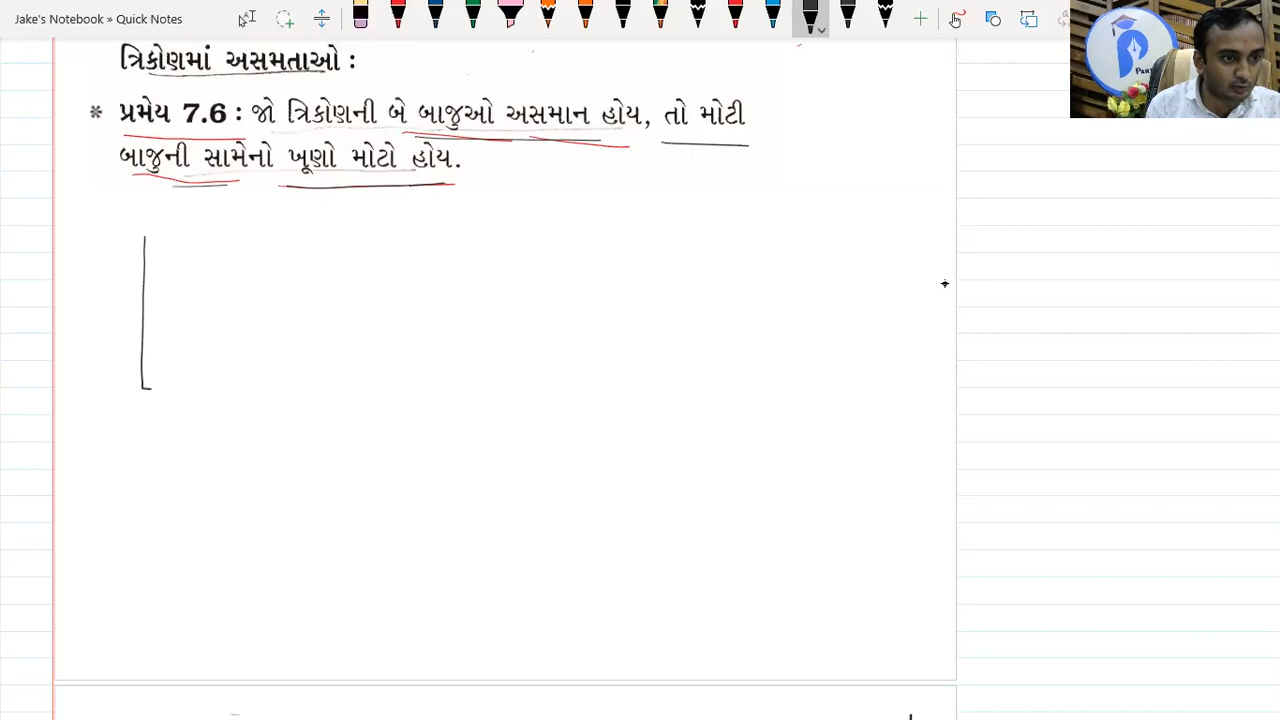 Jake's Notebook » Quick Notes
ત્રિકોણમાં અસમતાઓ :
* પ્રમેય 7.6 : જો ત્રિકોણની બે બાજુઓ અસમાન હોય, તો મોટી
બાજુની સામેનો ખૂણો મોટો હોય.